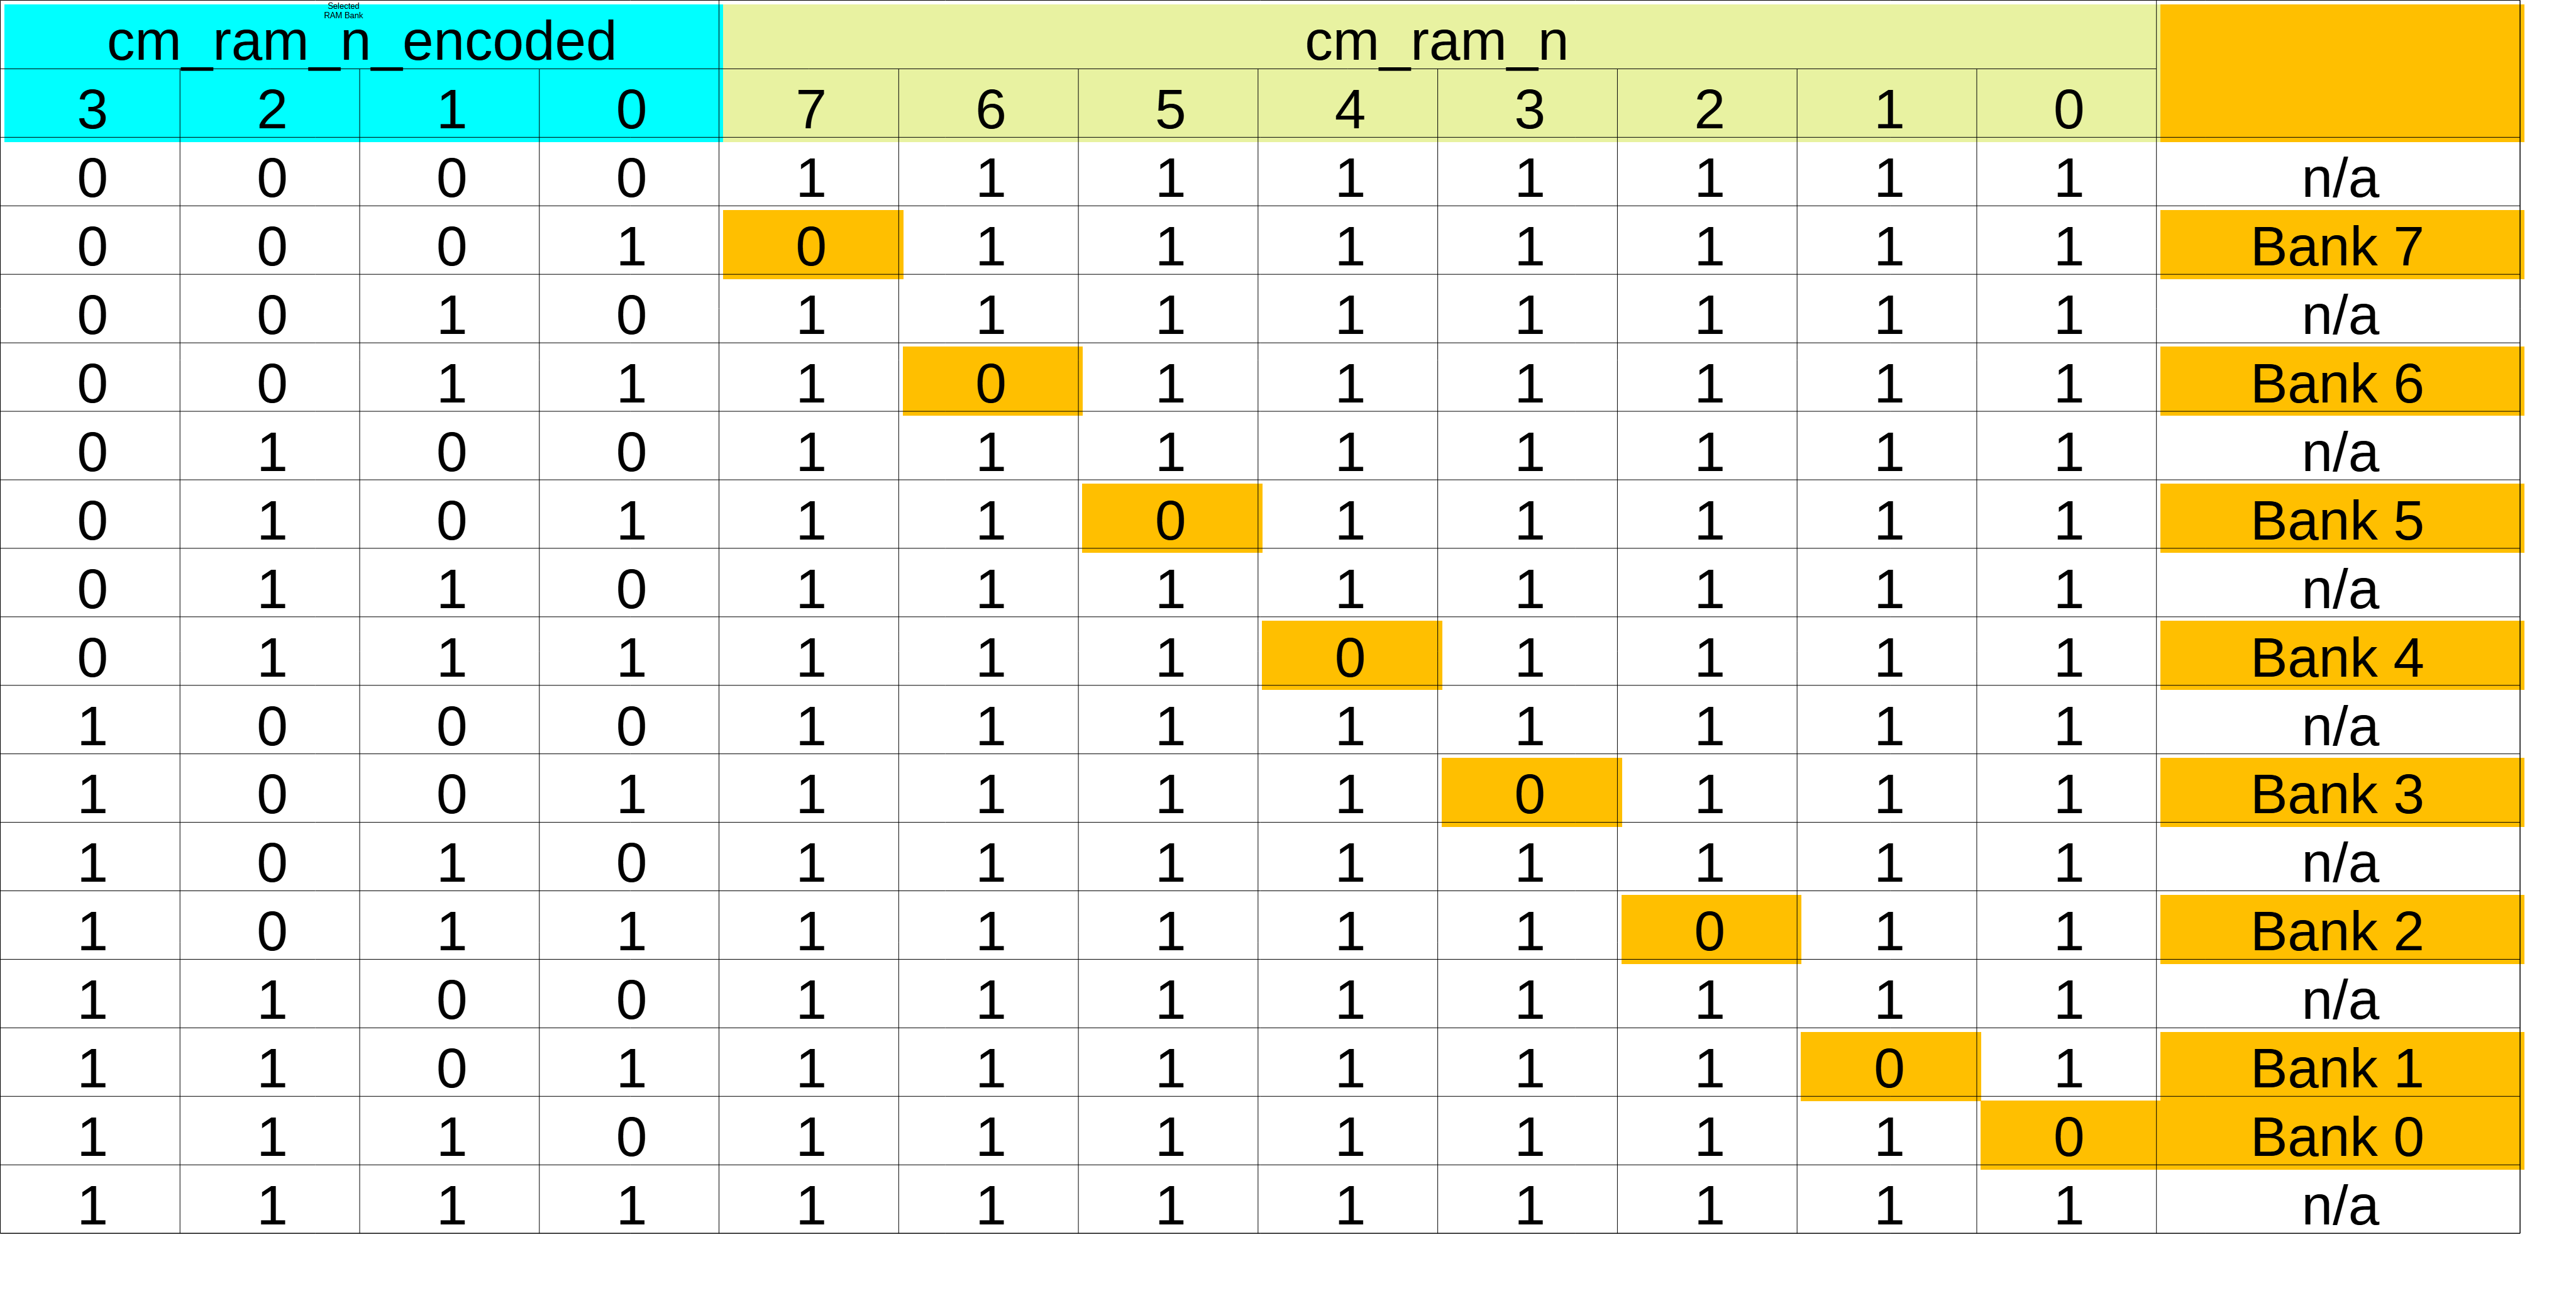 Selected
RAM Bank
cm_ram_n_encoded cm_ram_n
3 2 1 0 7 6 5 4 3 2 1 0
0 0 0 0 1 1 1 1 1 1 1 1 n/a
0 0 0 1 0 1 1 1 1 1 1 1 Bank 7
0 0 1 0 1 1 1 1 1 1 1 1 n/a
0 0 1 1 1 0 1 1 1 1 1 1 Bank 6
0 1 0 0 1 1 1 1 1 1 1 1 n/a
0 1 0 1 1 1 0 1 1 1 1 1 Bank 5
0 1 1 0 1 1 1 1 1 1 1 1 n/a
0 1 1 1 1 1 1 0 1 1 1 1 Bank 4
1 0 0 0 1 1 1 1 1 1 1 1 n/a
1 0 0 1 1 1 1 1 0 1 1 1 Bank 3
1 0 1 0 1 1 1 1 1 1 1 1 n/a
1 0 1 1 1 1 1 1 1 0 1 1 Bank 2
1 1 0 0 1 1 1 1 1 1 1 1 n/a
1 1 0 1 1 1 1 1 1 1 0 1 Bank 1
1 1 1 0 1 1 1 1 1 1 1 0 Bank 0
1 1 1 1 1 1 1 1 1 1 1 1 n/a